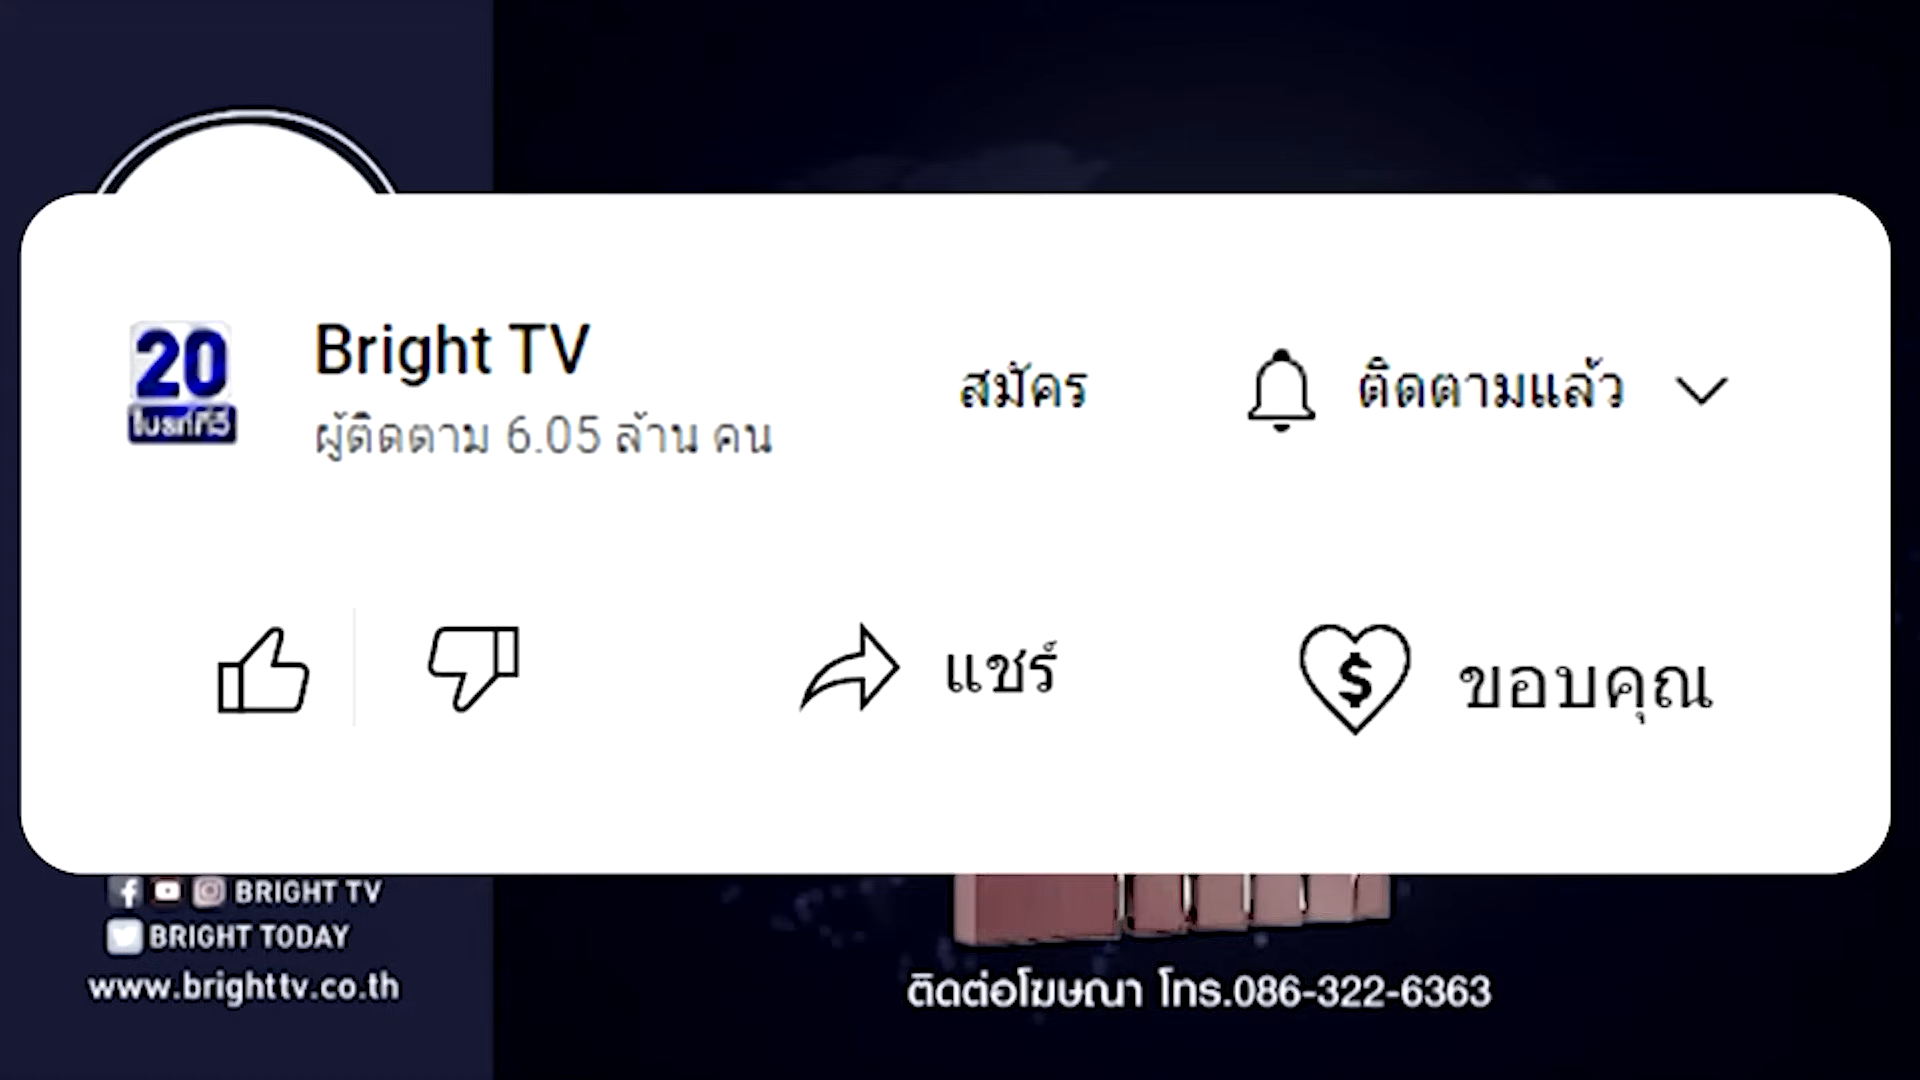 20
ไบรท์ทีวี
Bright TV
ผู้ติดตาม 6.05 ล้าน คน
สมัคร
ติดตามแล้ว
แชร์
$
ขอบคุณ
BRIGHT TV
BRIGHT TODAY
www.brighttv.co.th
ติดต่อโฆษณา โทร.086-322-6363